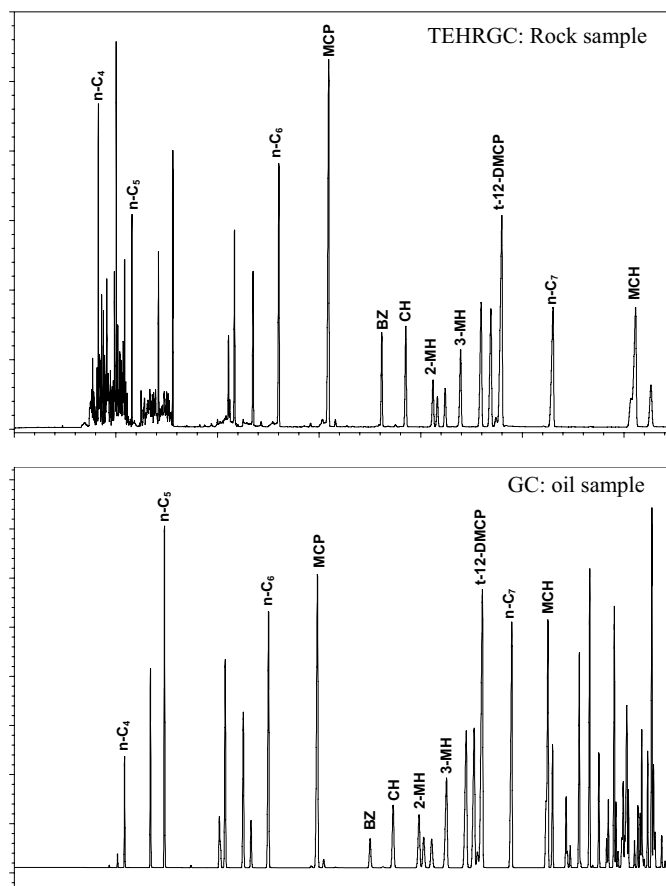 TEHRGC: Rock sample
n-C₄
n-C₅
n-C₆
MCP
BZ
CH
2-MH
3-MH
t-12-DMCP
n-C₇
MCH
GC: oil sample
n-C₄
n-C₅
n-C₆
MCP
BZ
CH
2-MH
3-MH
t-12-DMCP
n-C₇
MCH